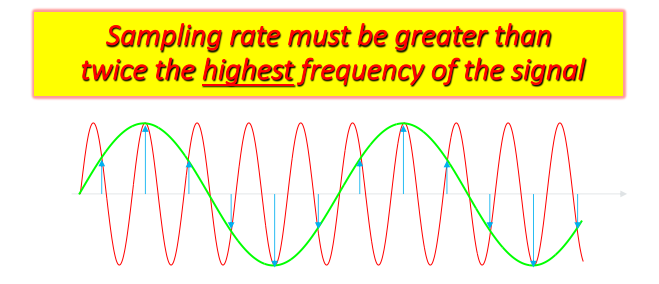 Sampling rate must be greater than
twice the highest frequency of the signal